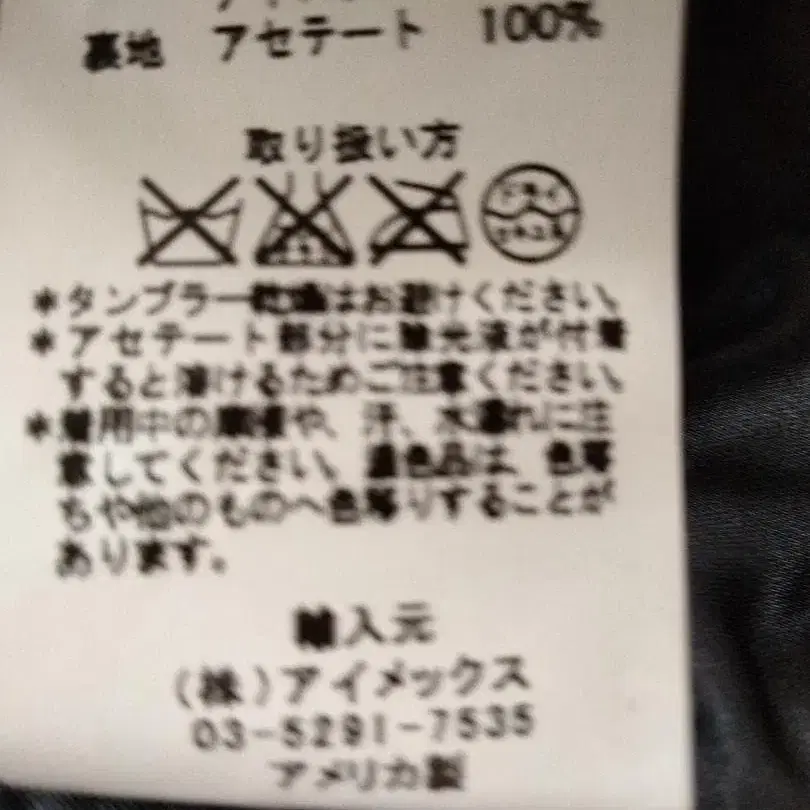 裏地 アセテート 100%
取り扱い方
ドライ
セキユ系
*タンブラー乾燥はお避けください。
*アセテート部分に除光液が付着
すると溶けるためご注意ください。
*着用中の摩擦や、汗、水濡れに注
意してください。濃色品は、色落
ちや他のものへ色移りすることが
あります。
輸入元
(株)アイメックス
03-5291-7535
アメリカ製